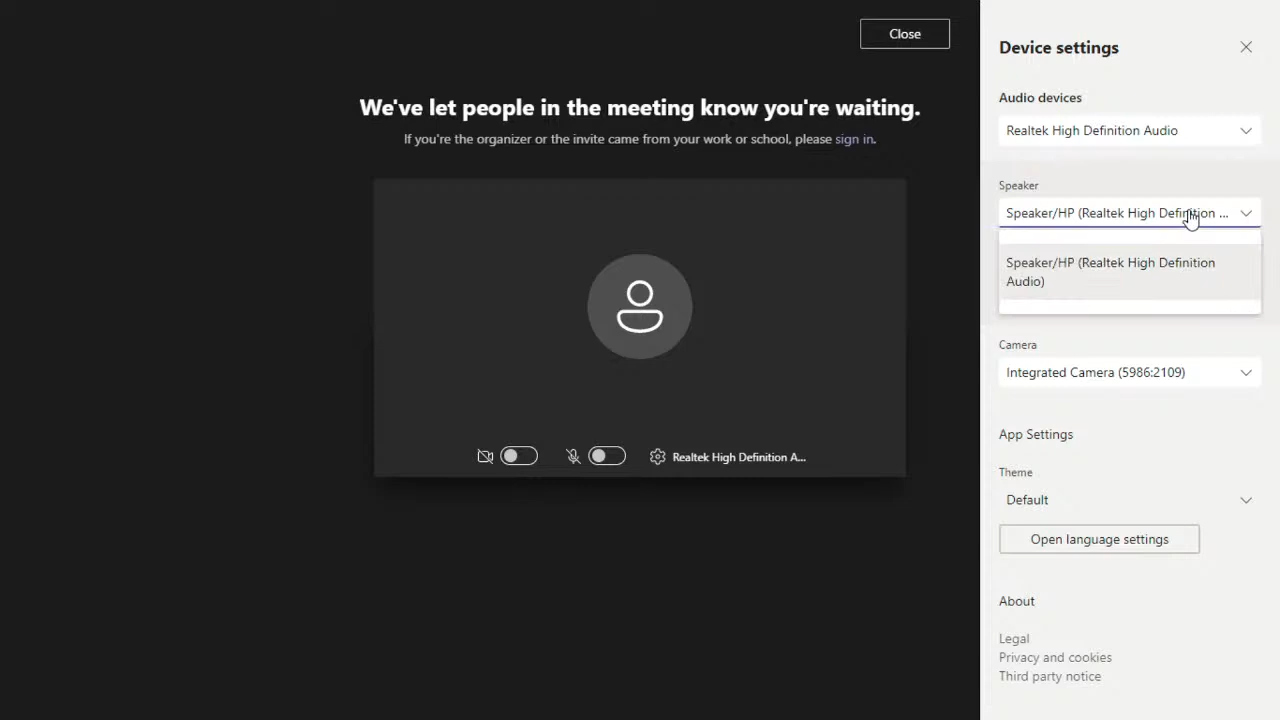 Close
We've let people in the meeting know you're waiting.
If you're the organizer or the invite came from your work or school, please sign in.
Realtek High Definition A...
Device settings
Audio devices
Realtek High Definition Audio
Speaker
Speaker/HP (Realtek High Definition ...
Speaker/HP (Realtek High Definition
Audio)
Camera
Integrated Camera (5986:2109)
App Settings
Theme
Default
Open language settings
About
Legal
Privacy and cookies
Third party notice